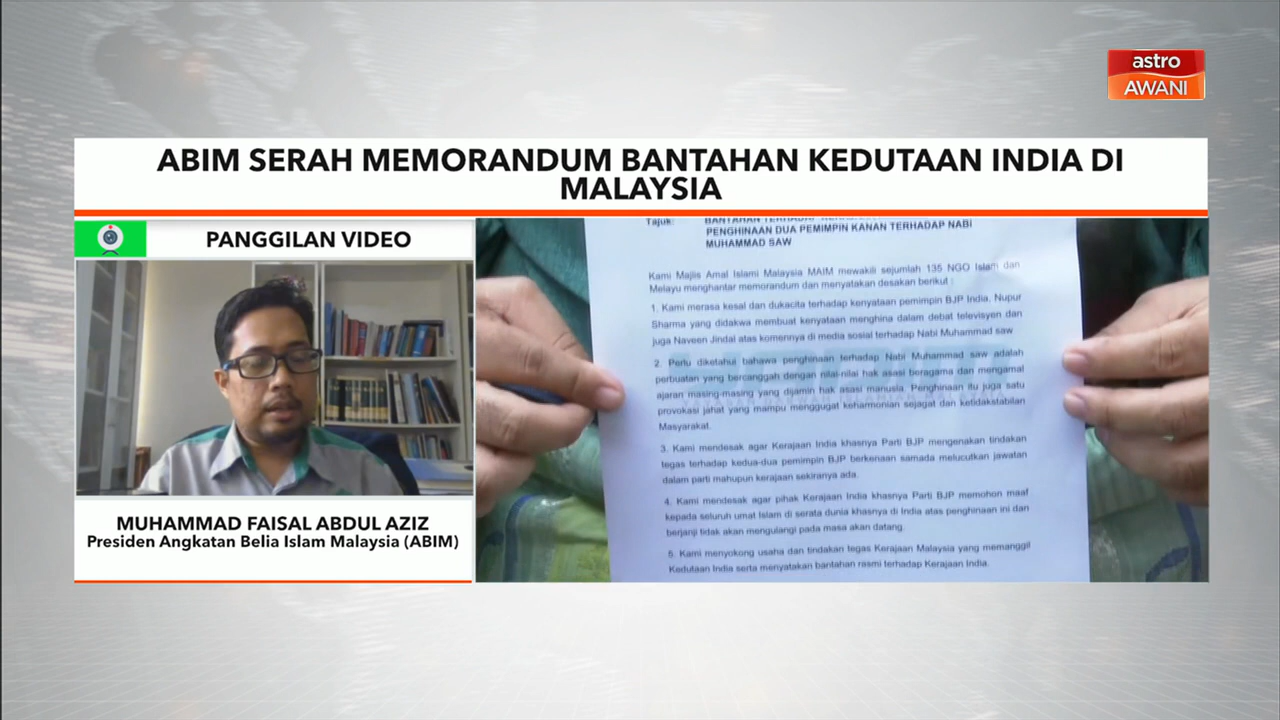 astro
AWANI
ABIM SERAH MEMORANDUM BANTAHAN KEDUTAAN INDIA DI
MALAYSIA
PANGGILAN VIDEO
MUHAMMAD FAISAL ABDUL AZIZ
Presiden Angkatan Belia Islam Malaysia (ABIM)
Tajuk: BANTAHAN TERHADAP
PENGHINAAN DUA PEMIMPIN KANAN TERHADAP NABI
MUHAMMAD SAW
Kami Majlis Amal Islami Malaysia MAIM mewakili sejumlah 135 NGO Islam dan
Melayu menghantar memorandum dan menyatakan desakan berikut :
1. Kami merasa kesal dan dukacita terhadap kenyataan pemimpin BJP India, Nupur
Sharma yang didakwa membuat kenyataan menghina dalam debat televisyen dan
juga Naveen Jindal atas komennya di media sosial terhadap Nabi Muhammad saw
2. Perlu diketahui bahawa penghinaan terhadap Nabi Muhammad saw adalah
perbuatan yang bercanggah dengan nilai-nilai hak asasi beragama dan mengamal
ajaran masing-masing yang dijamin hak asasi manusia. Penghinaan itu juga satu
provokasi jahat yang mampu menggugat keharmonian sejagat dan ketidakstabilan
Masyarakat.
3. Kami mendesak agar Kerajaan India khasnya Parti BJP mengenakan tindakan
tegas terhadap kedua-dua pemimpin BJP berkenaan samada melucutkan jawatan
dalam parti mahupun kerajaan sekiranya ada.
4. Kami mendesak agar pihak Kerajaan India khasnya Parti BJP memohon maaf
kepada seluruh umat Islam di serata dunia khasnya di India atas penghinaan ini dan
berjanji tidak akan mengulangi pada masa akan datang.
5. Kami menyokong usaha dan tindakan tegas Kerajaan Malaysia yang memanggil
Kedutaan India serta menyatakan bantahan rasmi terhadap Kerajaan India.